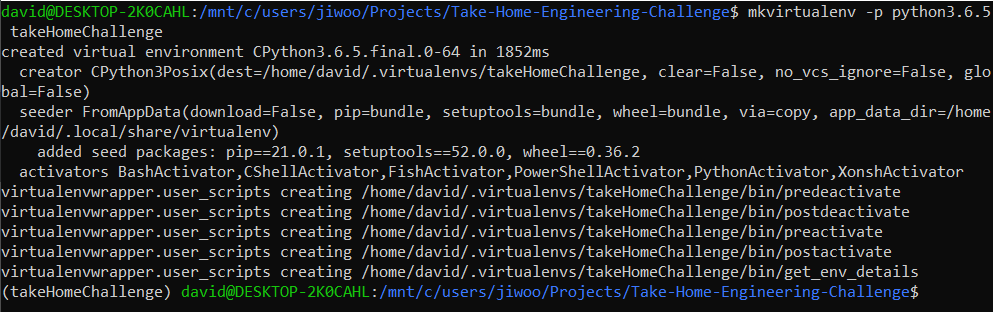 david@DESKTOP-2K0CAHL:/mnt/c/users/jiwoo/Projects/Take-Home-Engineering-Challenge$ mkvirtualenv -p python3.6.5
 takeHomeChallenge
created virtual environment CPython3.6.5.final.0-64 in 1852ms
  creator CPython3Posix(dest=/home/david/.virtualenvs/takeHomeChallenge, clear=False, no_vcs_ignore=False, glo
bal=False)
  seeder FromAppData(download=False, pip=bundle, setuptools=bundle, wheel=bundle, via=copy, app_data_dir=/home
/david/.local/share/virtualenv)
    added seed packages: pip==21.0.1, setuptools==52.0.0, wheel==0.36.2
  activators BashActivator,CShellActivator,FishActivator,PowerShellActivator,PythonActivator,XonshActivator
virtualenvwrapper.user_scripts creating /home/david/.virtualenvs/takeHomeChallenge/bin/predeactivate
virtualenvwrapper.user_scripts creating /home/david/.virtualenvs/takeHomeChallenge/bin/postdeactivate
virtualenvwrapper.user_scripts creating /home/david/.virtualenvs/takeHomeChallenge/bin/preactivate
virtualenvwrapper.user_scripts creating /home/david/.virtualenvs/takeHomeChallenge/bin/postactivate
virtualenvwrapper.user_scripts creating /home/david/.virtualenvs/takeHomeChallenge/bin/get_env_details
(takeHomeChallenge) david@DESKTOP-2K0CAHL:/mnt/c/users/jiwoo/Projects/Take-Home-Engineering-Challenge$